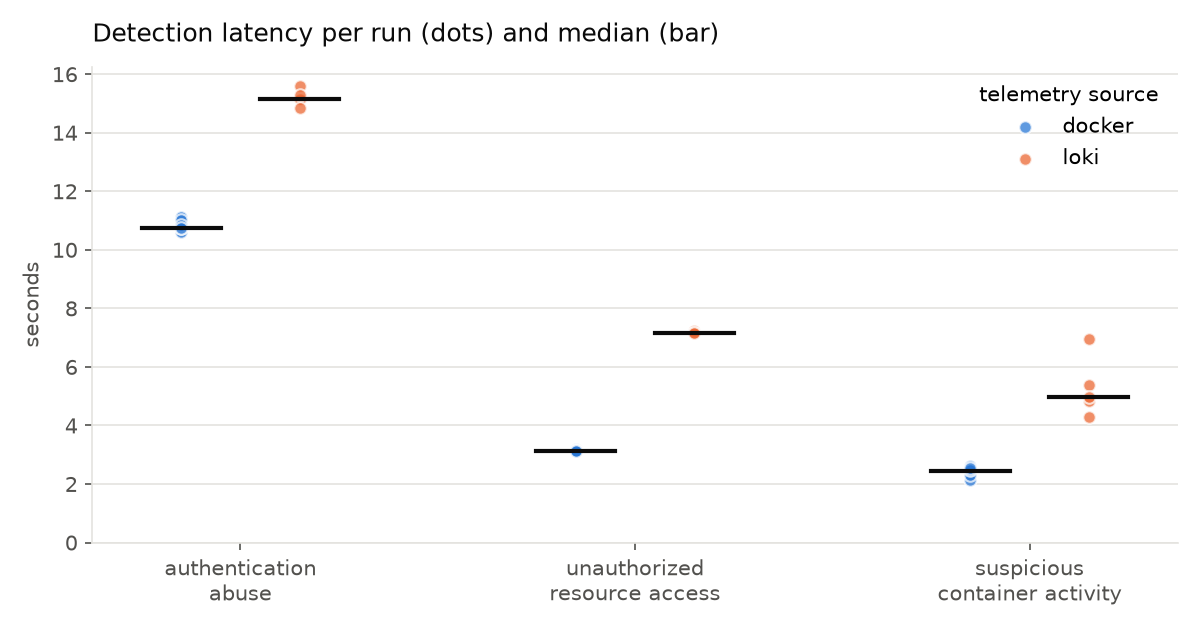 Detection latency per run (dots) and median (bar)
16
14
12
10
8
6
4
2
0
seconds
telemetry source
docker
loki
authentication
abuse
unauthorized
resource access
suspicious
container activity